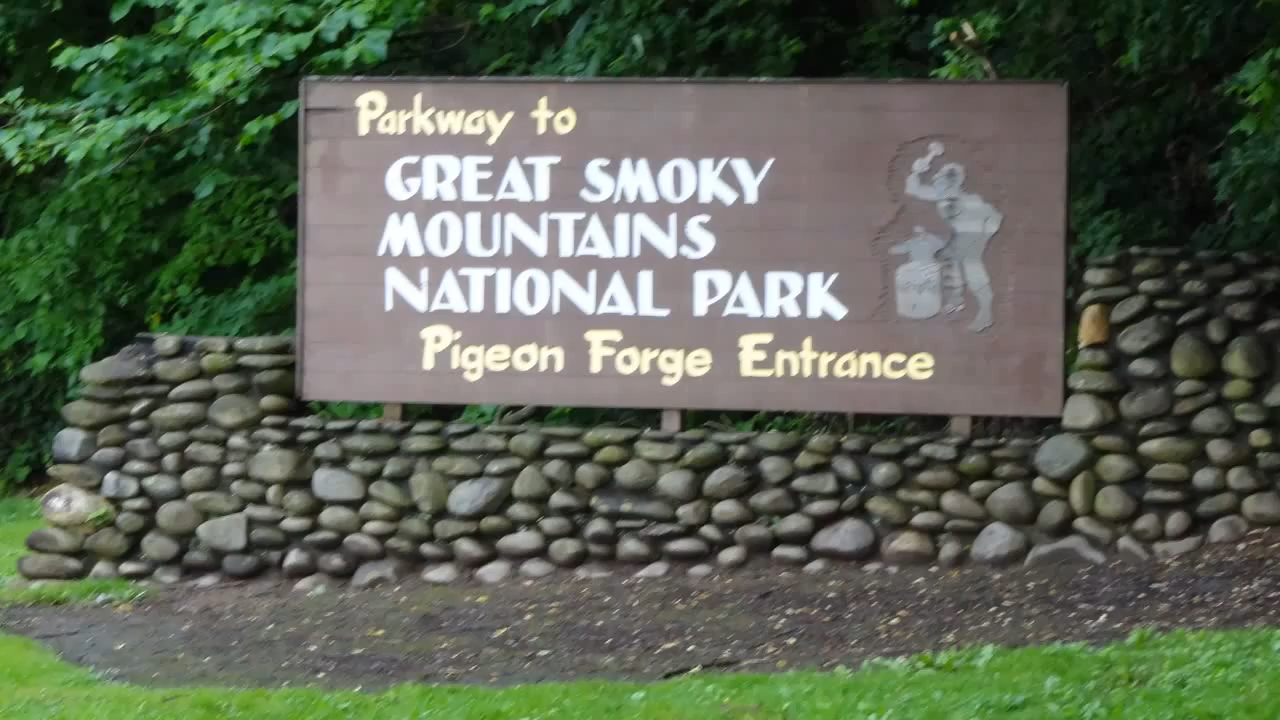 Parkway to
GREAT SMOKY
MOUNTAINS
NATIONAL PARK
Pigeon Forge Entrance